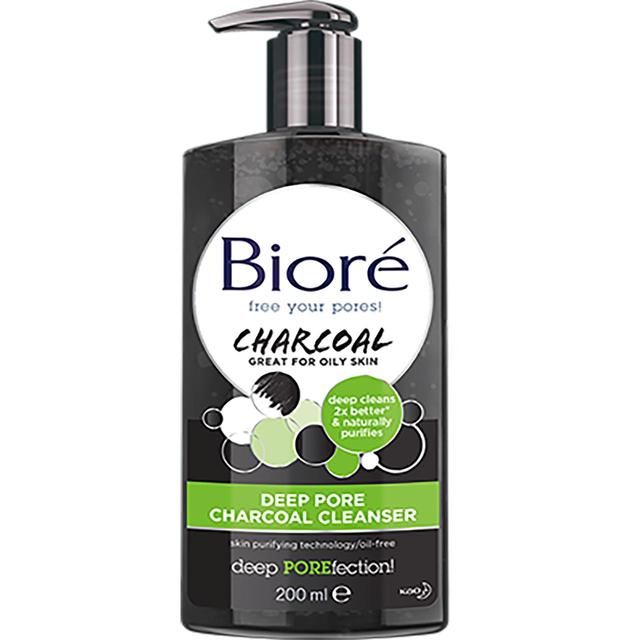 Bioré
free your pores!
CHARCOAL
GREAT FOR OILY SKIN
deep cleans
2x better*
& naturally
purifies
DEEP PORE
CHARCOAL CLEANSER
skin purifying technology/oil-free
deep POREfection!
200 ml ℮
Kao